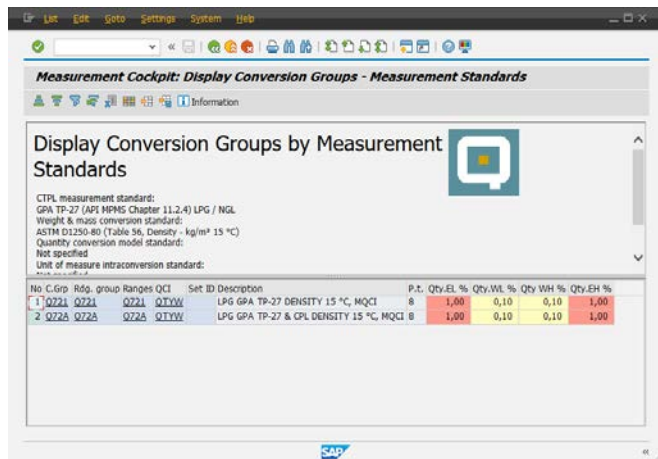 List Edit Goto Settings System Help
Measurement Cockpit: Display Conversion Groups - Measurement Standards
Information
Display Conversion Groups by Measurement
Standards
CTPL measurement standard:
GPA TP-27 (API MPMS Chapter 11.2.4) LPG / NGL
Weight & mass conversion standard:
ASTM D1250-80 (Table 56, Density - kg/m³ 15 °C)
Quantity conversion model standard:
Not specified
Unit of measure intraconversion standard:
No C.Grp Rdg. group Ranges QCI Set ID Description P.t. Qty.EL % Qty.WL % Qty WH % Qty.EH %
1 Q721 Q721 Q721 QTYW LPG GPA TP-27 DENSITY 15 °C, MQCI 8 1,00 0,10 0,10 1,00
2 Q72A Q72A Q72A QTYW LPG GPA TP-27 & CPL DENSITY 15 °C, MQCI 8 1,00 0,10 0,10 1,00
SAP